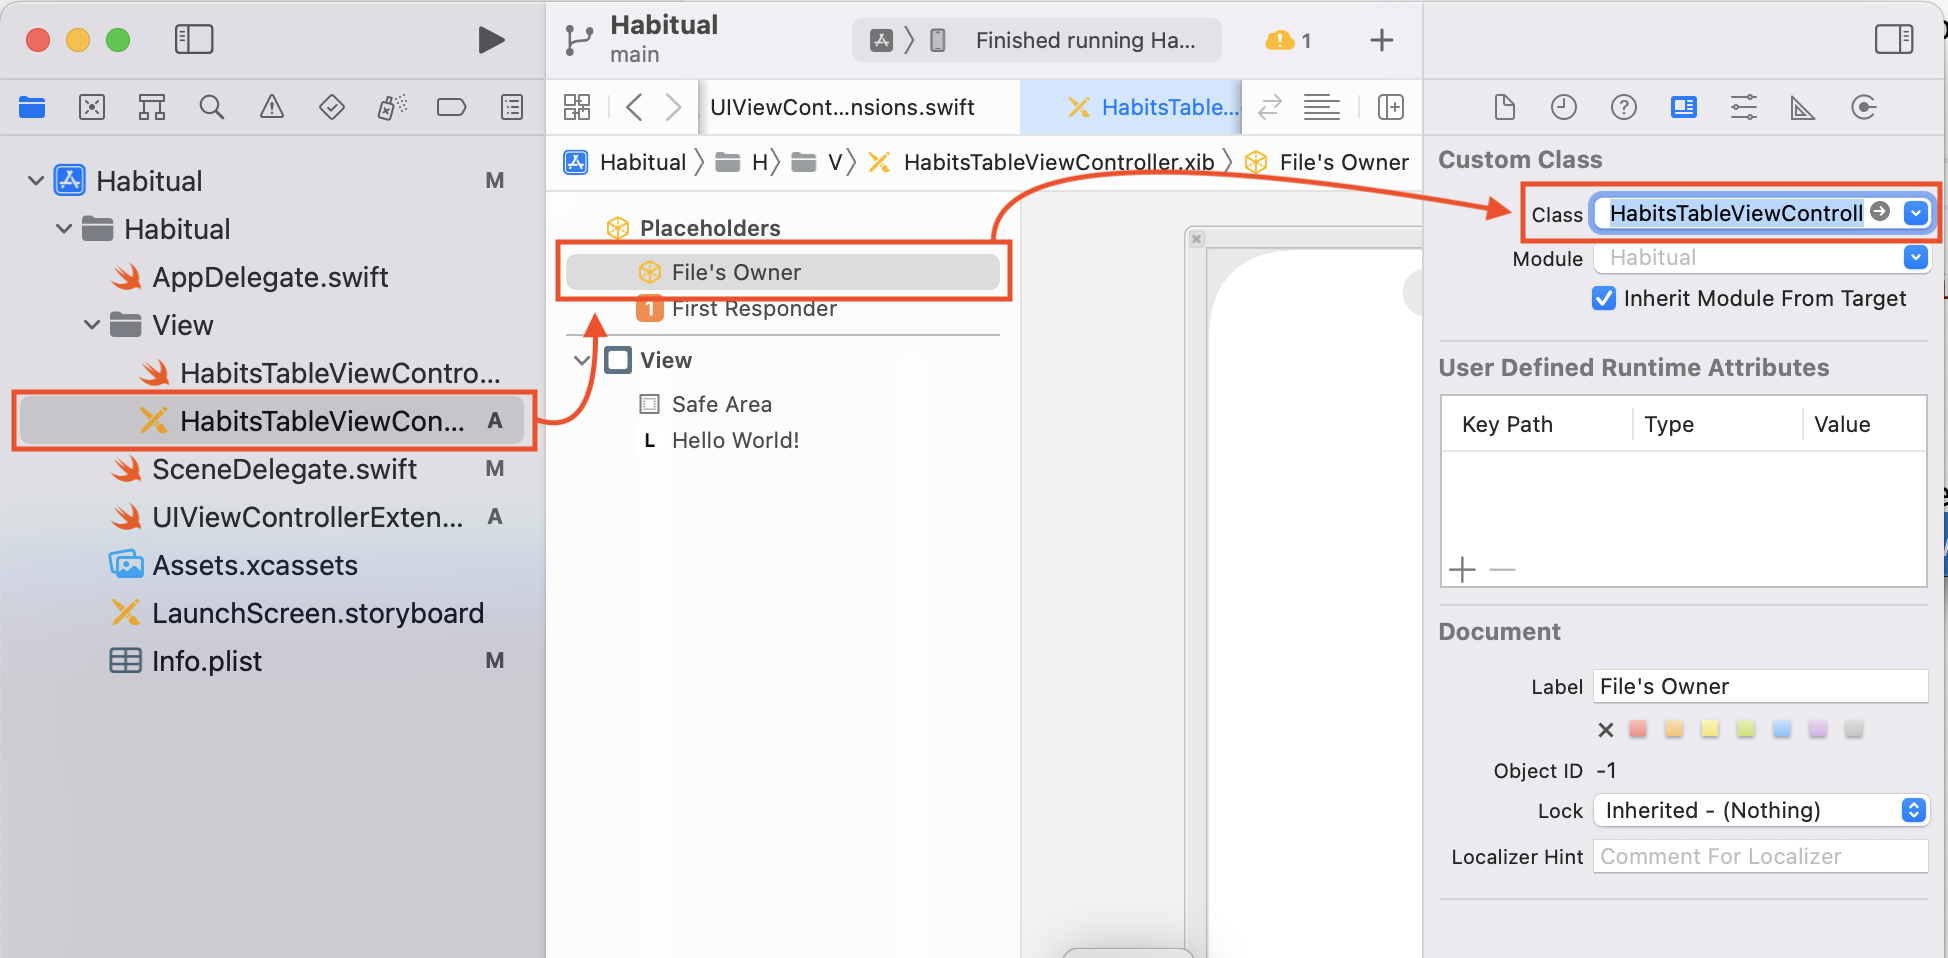 Habitual
main
Finished running Ha...
1
UIViewCont...nsions.swift
HabitsTable...
Habitual
H
V
HabitsTableViewController.xib
File's Owner
Habitual M
Habitual
AppDelegate.swift
View
HabitsTableViewContro...
HabitsTableViewCon... A
SceneDelegate.swift M
UIViewControllerExten... A
Assets.xcassets
LaunchScreen.storyboard
Info.plist M
Placeholders
File's Owner
1 First Responder
View
Safe Area
L Hello World!
Custom Class
Class HabitsTableViewControll
Module Habitual
Inherit Module From Target
User Defined Runtime Attributes
Key Path Type Value
Document
Label File's Owner
Object ID -1
Lock Inherited - (Nothing)
Localizer Hint Comment For Localizer